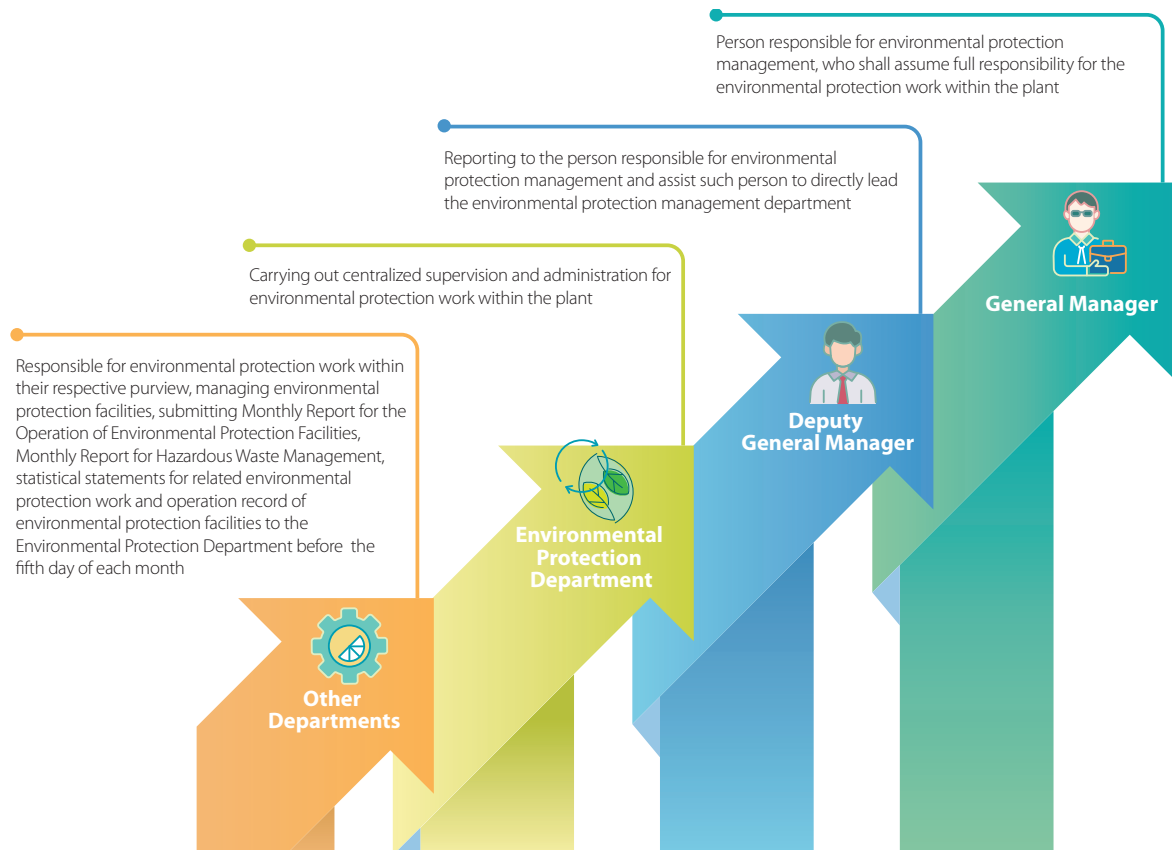 Person responsible for environmental protection
management, who shall assume full responsibility for the
environmental protection work within the plant
General Manager
Reporting to the person responsible for environmental
protection management and assist such person to directly lead
the environmental protection management department
Deputy
General Manager
Carrying out centralized supervision and administration for
environmental protection work within the plant
Environmental
Protection
Department
Responsible for environmental protection work within
their respective purview, managing environmental
protection facilities, submitting Monthly Report for the
Operation of Environmental Protection Facilities,
Monthly Report for Hazardous Waste Management,
statistical statements for related environmental
protection work and operation record of
environmental protection facilities to the
Environmental Protection Department before the
fifth day of each month
Other
Departments